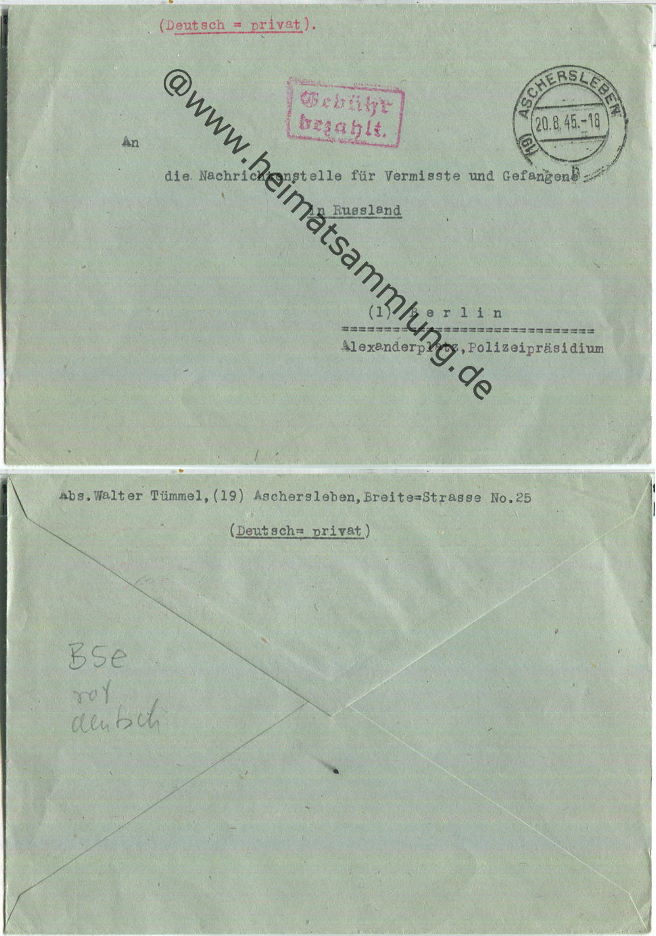 (Deutsch = privat).
Gebühr
bezahlt.
ASCHERSLEBEN
20.8.45.-18
(19)
b
An
die Nachrichtenstelle für Vermisste und Gefangene
in Russland
(1) B e r l i n
==============================
Alexanderplatz,Polizeipräsidium
@www.heimatsammlung.de
Abs.Walter Tümmel,(19) Aschersleben,Breite=Strasse No.25
(Deutsch= privat)
BSe
rot
deutsch